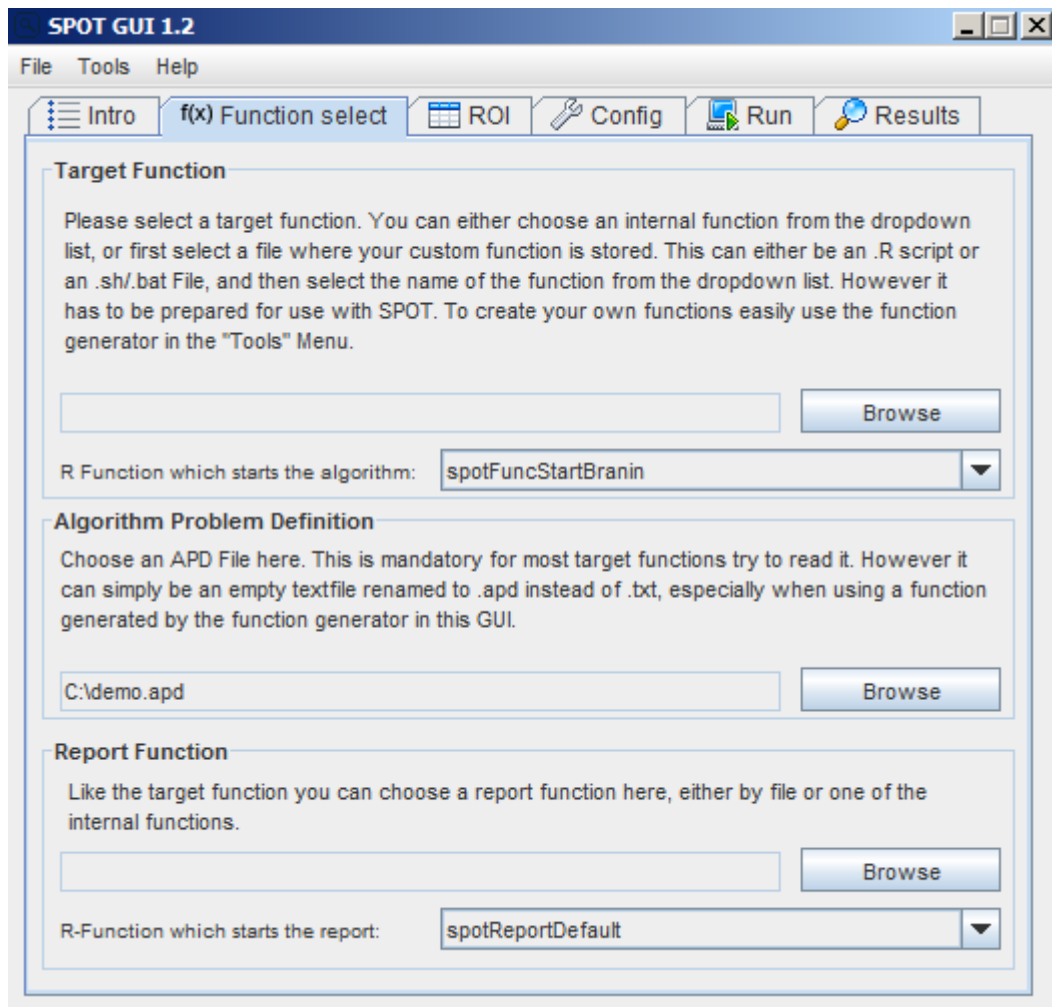 SPOT GUI 1.2
File Tools Help
Intro f(x) Function select ROI Config Run Results
Target Function
Please select a target function. You can either choose an internal function from the dropdown
list, or first select a file where your custom function is stored. This can either be an .R script or
an .sh/.bat File, and then select the name of the function from the dropdown list. However it
has to be prepared for use with SPOT. To create your own functions easily use the function
generator in the "Tools" Menu.
Browse
R Function which starts the algorithm: spotFuncStartBranin
Algorithm Problem Definition
Choose an APD File here. This is mandatory for most target functions try to read it. However it
can simply be an empty textfile renamed to .apd instead of .txt, especially when using a function
generated by the function generator in this GUI.
C:\demo.apd Browse
Report Function
Like the target function you can choose a report function here, either by file or one of the
internal functions.
Browse
R-Function which starts the report: spotReportDefault